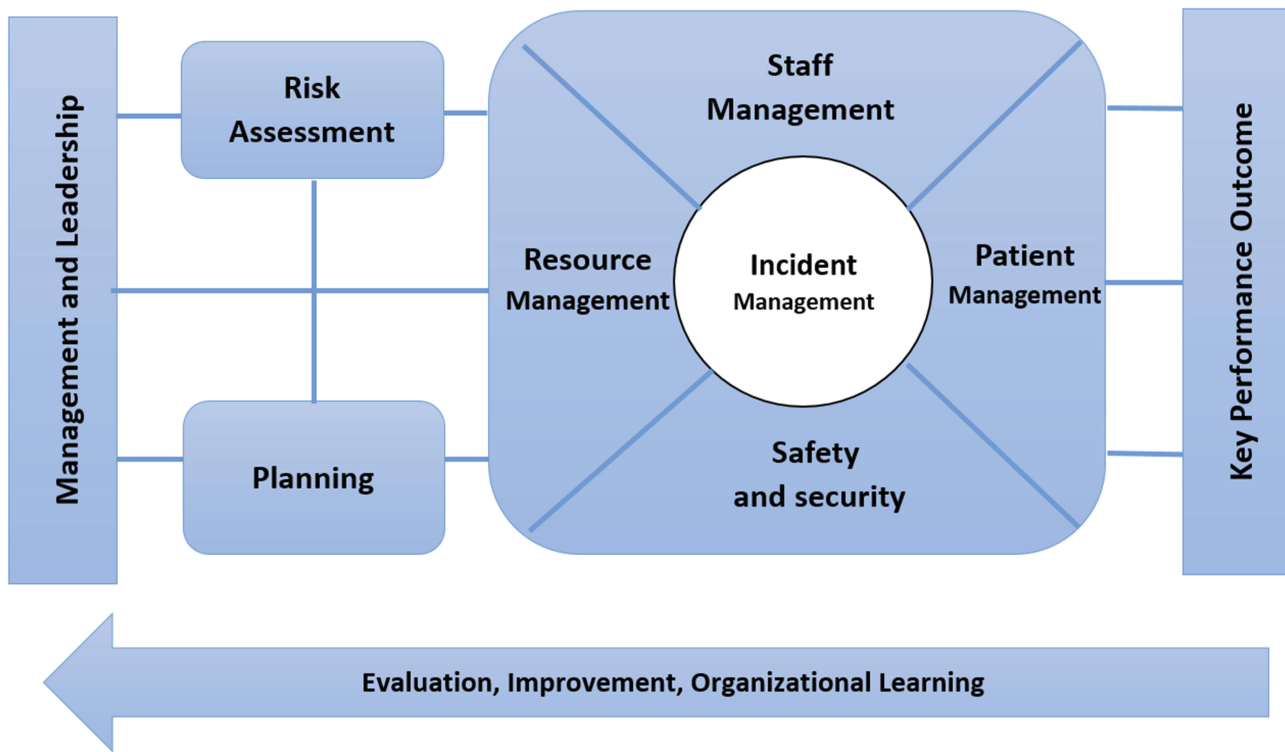 Management and Leadership
Risk
Assessment
Planning
Staff
Management
Resource
Management
Incident
Management
Patient
Management
Safety
and security
Key Performance Outcome
Evaluation, Improvement, Organizational Learning